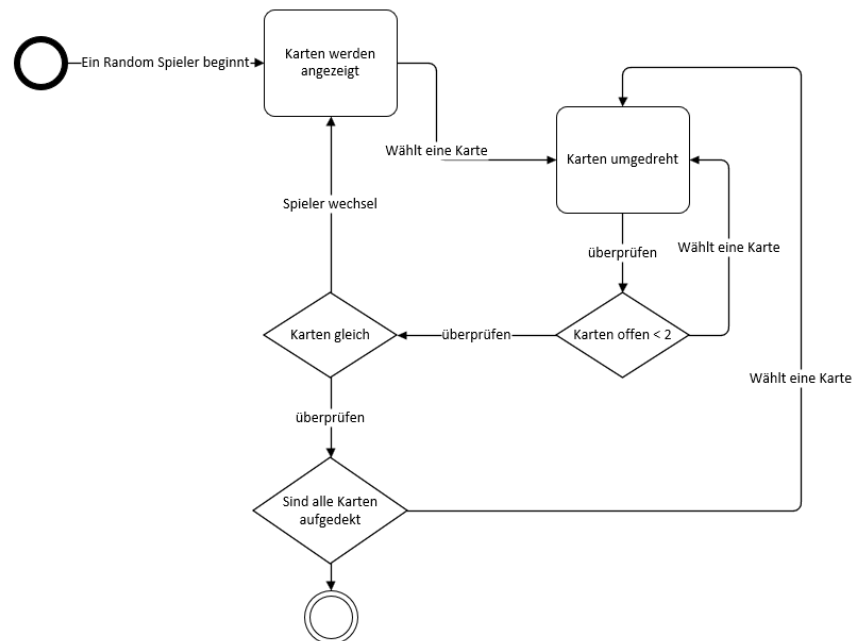 Ein Random Spieler beginnt
Karten werden
angezeigt
Wählt eine Karte
Karten umgedreht
Spieler wechsel
überprüfen
Wählt eine Karte
Karten gleich
überprüfen
Karten offen < 2
Wählt eine Karte
überprüfen
Sind alle Karten
aufgedekt